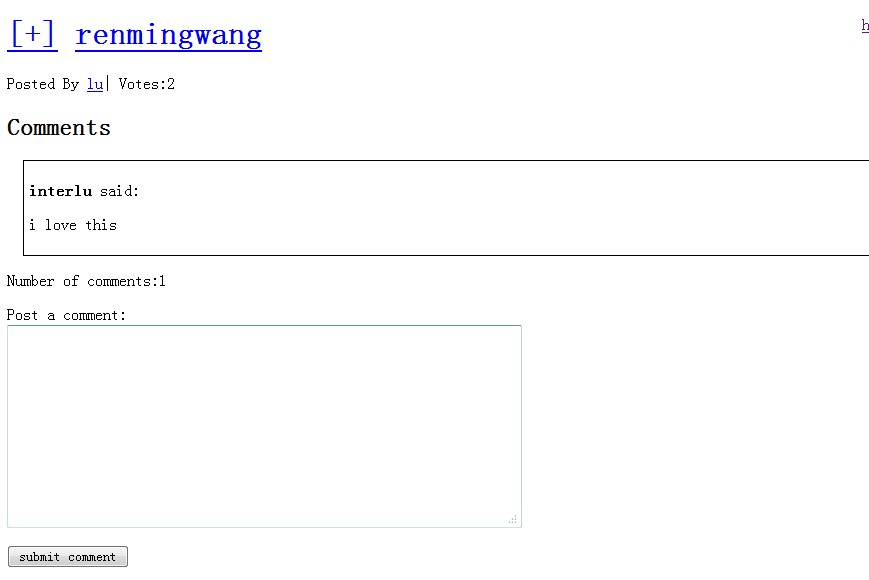 [+] renmingwang
h
Posted By lu| Votes:2
Comments
interlu said:
i love this
Number of comments:1
Post a comment:
submit comment